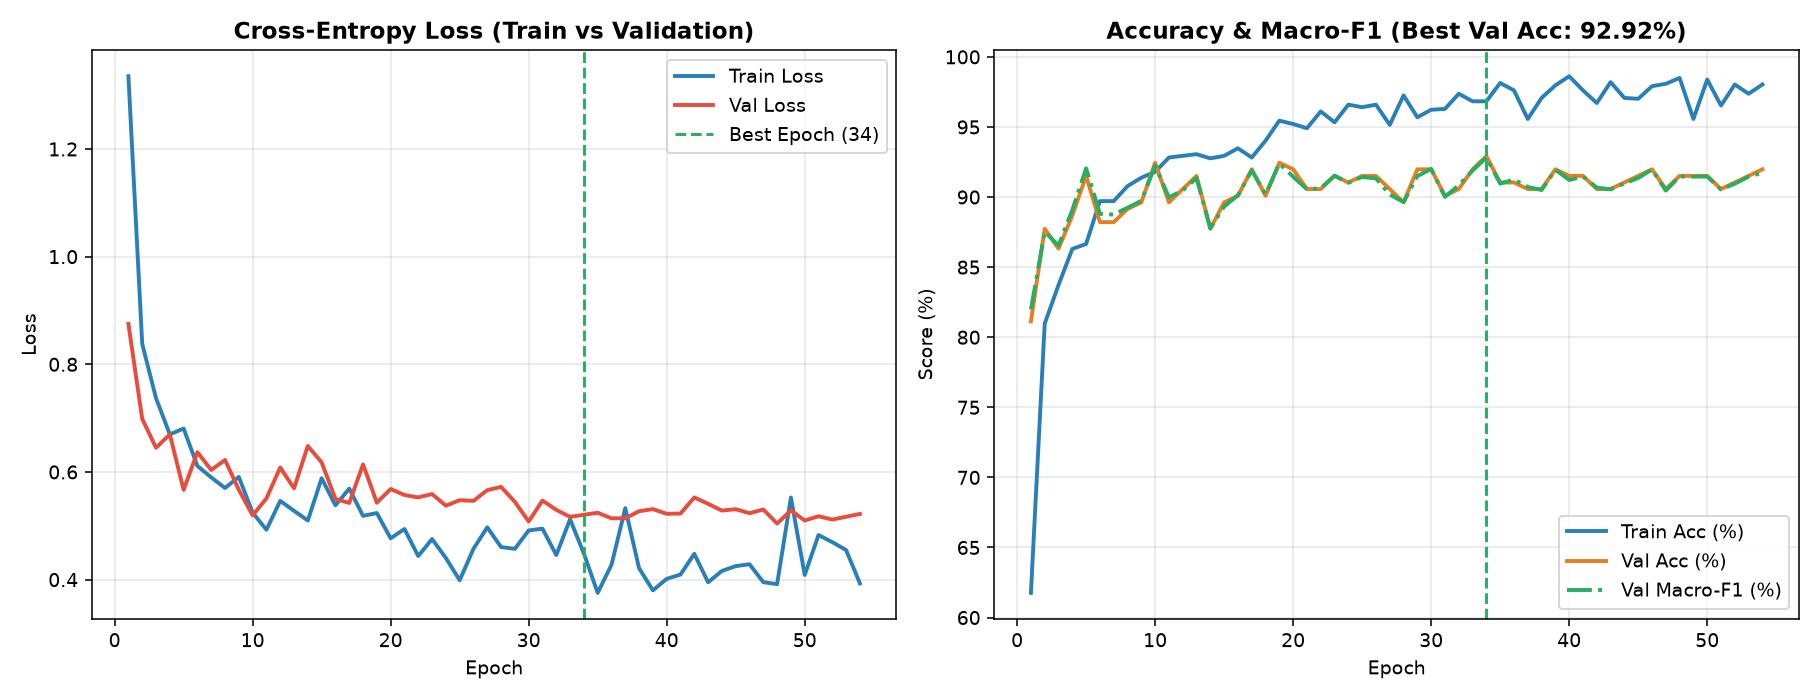 Cross-Entropy Loss (Train vs Validation)
Train Loss
Val Loss
Best Epoch (34)
1.2
1.0
0.8
0.6
0.4
Loss
0
10
20
30
40
50
Epoch
Accuracy & Macro-F1 (Best Val Acc: 92.92%)
100
95
90
85
80
75
70
65
60
Score (%)
Train Acc (%)
Val Acc (%)
Val Macro-F1 (%)
0
10
20
30
40
50
Epoch